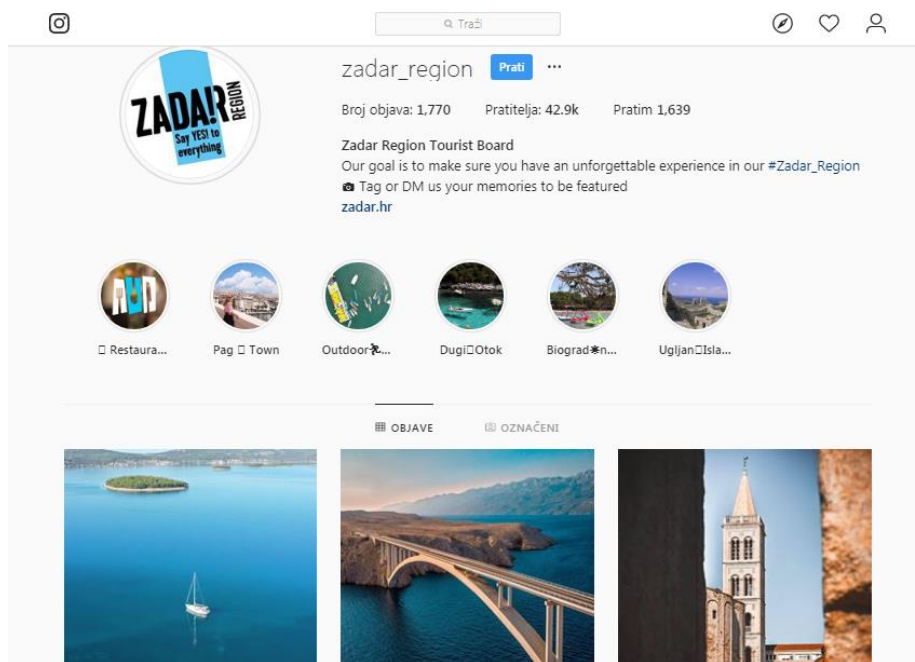 Traži
ZADAR!
REGION
Say YES! to
everything
zadar_region Prati ...
Broj objava: 1,770 Pratitelja: 42.9k Pratim 1,639
Zadar Region Tourist Board
Our goal is to make sure you have an unforgettable experience in our #Zadar_Region
📷 Tag or DM us your memories to be featured
zadar.hr
□ Restaura... Pag □ Town Outdoor🏃... Dugi□Otok Biograd☀n... Ugljan□Isla...
OBJAVE OZNAČENI